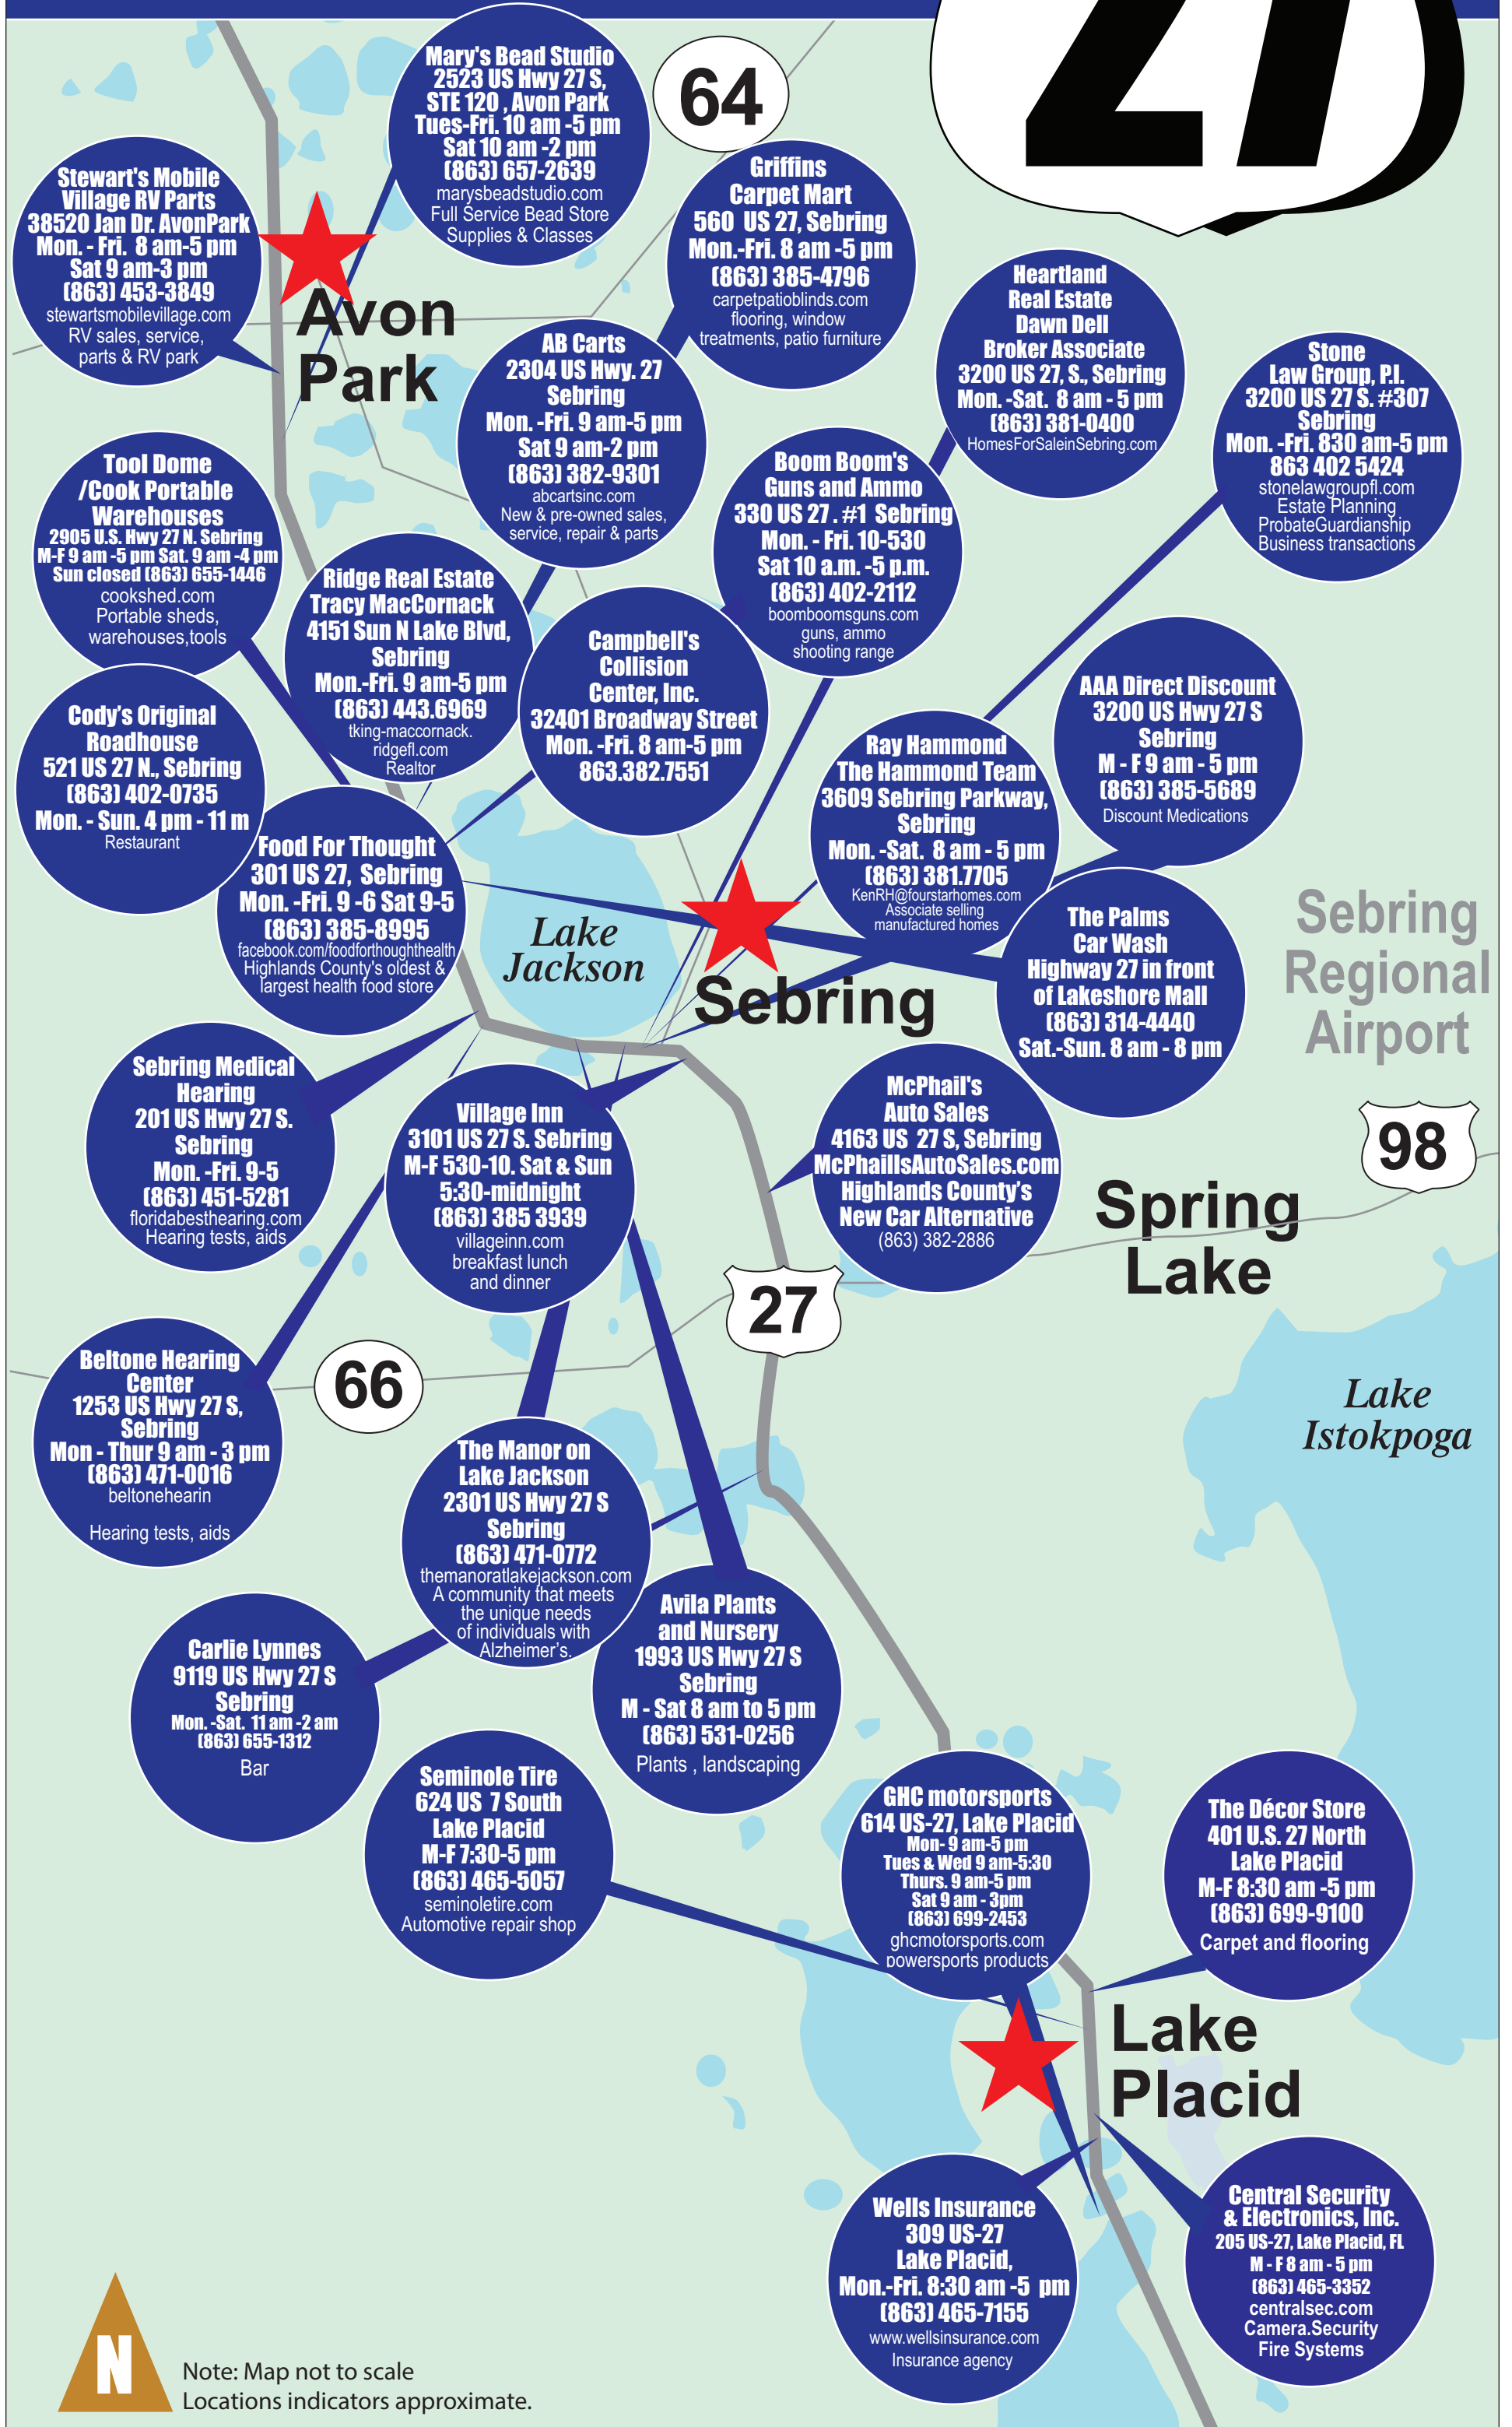 27
Mary's Bead Studio
2523 US Hwy 27 S,
STE 120 , Avon Park
Tues-Fri. 10 am -5 pm
Sat 10 am -2 pm
(863) 657-2639
marysbeadstudio.com
Full Service Bead Store
Supplies & Classes
64
Stewart's Mobile
Village RV Parts
38520 Jan Dr. AvonPark
Mon. - Fri. 8 am-5 pm
Sat 9 am-3 pm
(863) 453-3849
stewartsmobilevillage.com
RV sales, service,
parts & RV park
Griffins
Carpet Mart
560 US 27, Sebring
Mon.-Fri. 8 am -5 pm
(863) 385-4796
carpetpatioblinds.com
flooring, window
treatments, patio furniture
Avon
Park
Heartland
Real Estate
Dawn Dell
Broker Associate
3200 US 27, S., Sebring
Mon. -Sat. 8 am - 5 pm
(863) 381-0400
HomesForSaleinSebring.com
AB Carts
2304 US Hwy. 27
Sebring
Mon. -Fri. 9 am-5 pm
Sat 9 am-2 pm
(863) 382-9301
abcartsinc.com
New & pre-owned sales,
service, repair & parts
Stone
Law Group, P.l.
3200 US 27 S. #307
Sebring
Mon. -Fri. 830 am-5 pm
863 402 5424
stonelawgroupfl.com
Estate Planning
ProbateGuardianship
Business transactions
Tool Dome
/Cook Portable
Warehouses
2905 U.S. Hwy 27 N. Sebring
M-F 9 am -5 pm Sat. 9 am -4 pm
Sun closed (863) 655-1446
cookshed.com
Portable sheds,
warehouses,tools
Boom Boom's
Guns and Ammo
330 US 27 . #1 Sebring
Mon. - Fri. 10-530
Sat 10 a.m. -5 p.m.
(863) 402-2112
boomboomsguns.com
guns, ammo
shooting range
Ridge Real Estate
Tracy MacCornack
4151 Sun N Lake Blvd,
Sebring
Mon.-Fri. 9 am-5 pm
(863) 443.6969
tking-maccornack.
ridgefl.com
Realtor
Campbell's
Collision
Center, Inc.
32401 Broadway Street
Mon. -Fri. 8 am-5 pm
863.382.7551
AAA Direct Discount
3200 US Hwy 27 S
Sebring
M - F 9 am - 5 pm
(863) 385-5689
Discount Medications
Cody's Original
Roadhouse
521 US 27 N., Sebring
(863) 402-0735
Mon. - Sun. 4 pm - 11 m
Restaurant
Ray Hammond
The Hammond Team
3609 Sebring Parkway,
Sebring
Mon. -Sat. 8 am - 5 pm
(863) 381.7705
KenRH@fourstarhomes.com
Associate selling
manufactured homes
Food For Thought
301 US 27, Sebring
Mon. -Fri. 9 -6 Sat 9-5
(863) 385-8995
facebook.com/foodforthoughthealth
Highlands County's oldest &
largest health food store
Lake
Jackson
Sebring
The Palms
Car Wash
Highway 27 in front
of Lakeshore Mall
(863) 314-4440
Sat.-Sun. 8 am - 8 pm
Sebring
Regional
Airport
Sebring Medical
Hearing
201 US Hwy 27 S.
Sebring
Mon. -Fri. 9-5
(863) 451-5281
floridabesthearing.com
Hearing tests, aids
Village Inn
3101 US 27 S. Sebring
M-F 530-10. Sat & Sun
5:30-midnight
(863) 385 3939
villageinn.com
breakfast lunch
and dinner
McPhail's
Auto Sales
4163 US 27 S, Sebring
McPhaillsAutoSales.com
Highlands County's
New Car Alternative
(863) 382-2886
98
Spring
Lake
27
66
Beltone Hearing
Center
1253 US Hwy 27 S,
Sebring
Mon - Thur 9 am - 3 pm
(863) 471-0016
beltonehearin
Hearing tests, aids
Lake
Istokpoga
The Manor on
Lake Jackson
2301 US Hwy 27 S
Sebring
(863) 471-0772
themanoratlakejackson.com
A community that meets
the unique needs
of individuals with
Alzheimer's.
Avila Plants
and Nursery
1993 US Hwy 27 S
Sebring
M - Sat 8 am to 5 pm
(863) 531-0256
Plants , landscaping
Carlie Lynnes
9119 US Hwy 27 S
Sebring
Mon. -Sat. 11 am -2 am
(863) 655-1312
Bar
Seminole Tire
624 US 7 South
Lake Placid
M-F 7:30-5 pm
(863) 465-5057
seminoletire.com
Automotive repair shop
GHC motorsports
614 US-27, Lake Placid
Mon- 9 am-5 pm
Tues & Wed 9 am-5:30
Thurs. 9 am-5 pm
Sat 9 am - 3pm
(863) 699-2453
ghcmotorsports.com
powersports products
The Décor Store
401 U.S. 27 North
Lake Placid
M-F 8:30 am -5 pm
(863) 699-9100
Carpet and flooring
Lake
Placid
Wells Insurance
309 US-27
Lake Placid,
Mon.-Fri. 8:30 am -5 pm
(863) 465-7155
www.wellsinsurance.com
Insurance agency
Central Security
& Electronics, Inc.
205 US-27, Lake Placid, FL
M - F 8 am - 5 pm
(863) 465-3352
centralsec.com
Camera.Security
Fire Systems
N
Note: Map not to scale
Locations indicators approximate.